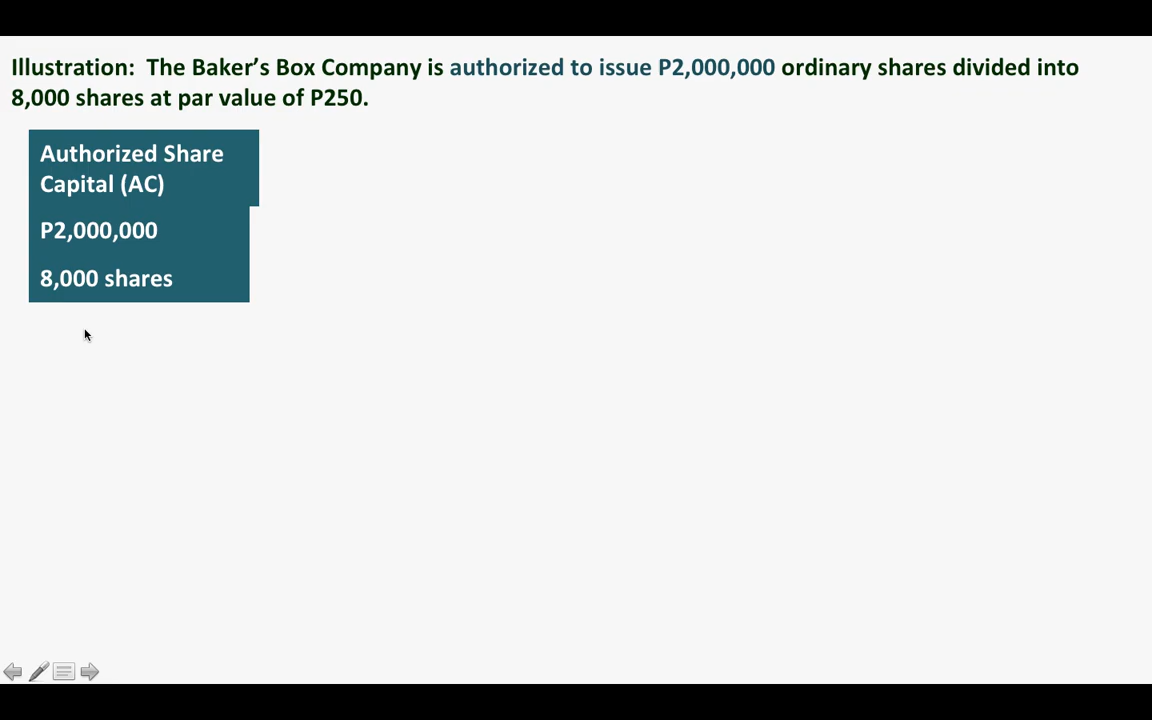 Illustration:  The Baker’s Box Company is authorized to issue P2,000,000 ordinary shares divided into
8,000 shares at par value of P250.
Authorized Share
Capital (AC)
P2,000,000
8,000 shares